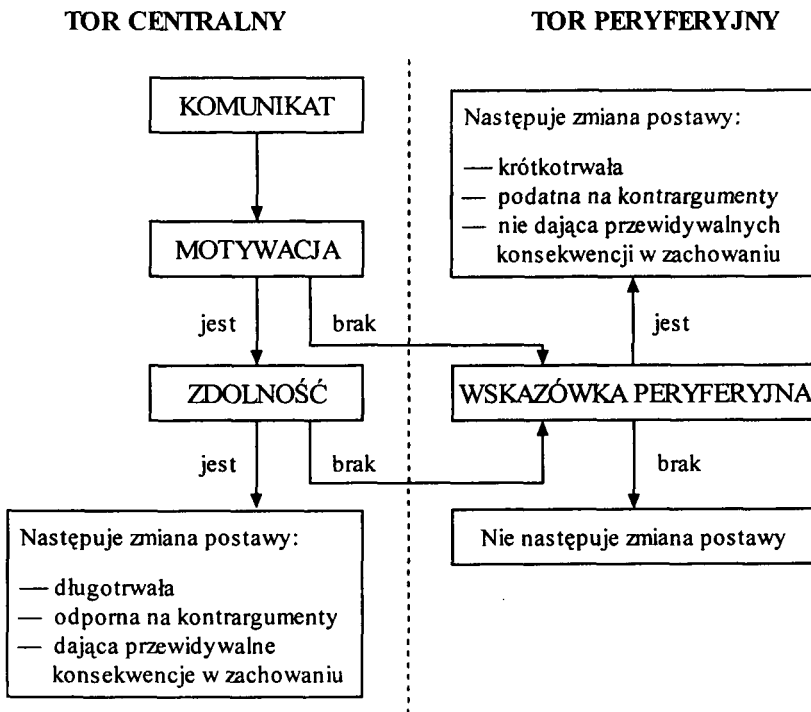 TOR CENTRALNY
TOR PERYFERYJNY
KOMUNIKAT
MOTYWACJA
jest
brak
ZDOLNOŚĆ
jest
brak
Następuje zmiana postawy:
— długotrwała
— odporna na kontrargumenty
— dająca przewidywalne
konsekwencje w zachowaniu
Następuje zmiana postawy:
— krótkotrwała
— podatna na kontrargumenty
— nie dająca przewidywalnych
konsekwencji w zachowaniu
jest
WSKAZÓWKA PERYFERYJNA
brak
Nie następuje zmiana postawy